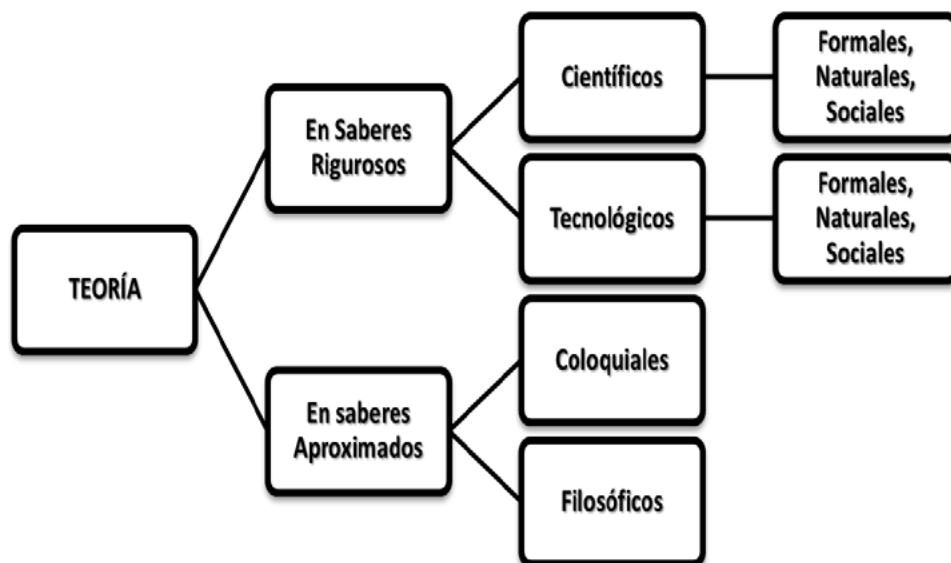 TEORÍA
En Saberes
Rigurosos
Científicos
Formales,
Naturales,
Sociales
Tecnológicos
Formales,
Naturales,
Sociales
En saberes
Aproximados
Coloquiales
Filosóficos